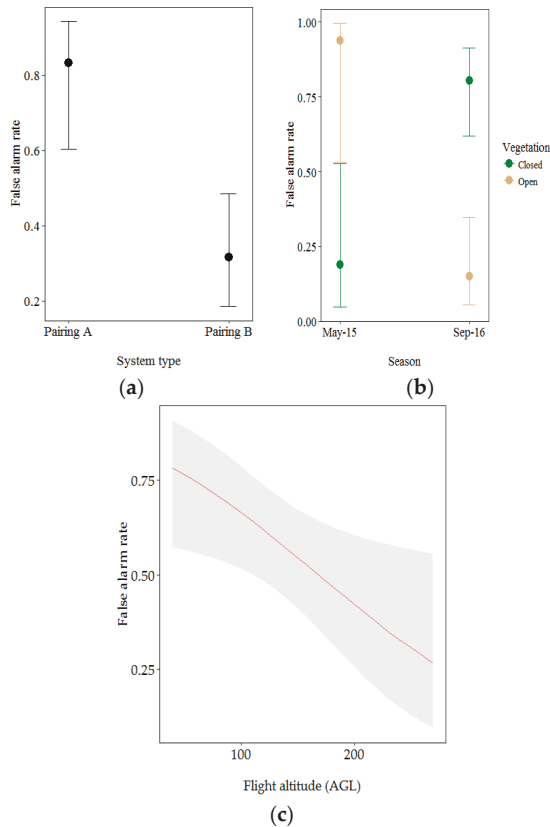 False alarm rate
0.8
0.6
0.4
0.2
Pairing A
Pairing B
System type
(a)
False alarm rate
1.00
0.75
0.50
0.25
0.00
May-15
Sep-16
Season
Vegetation
Closed
Open
(b)
False alarm rate
0.75
0.50
0.25
100
200
Flight altitude (AGL)
(c)